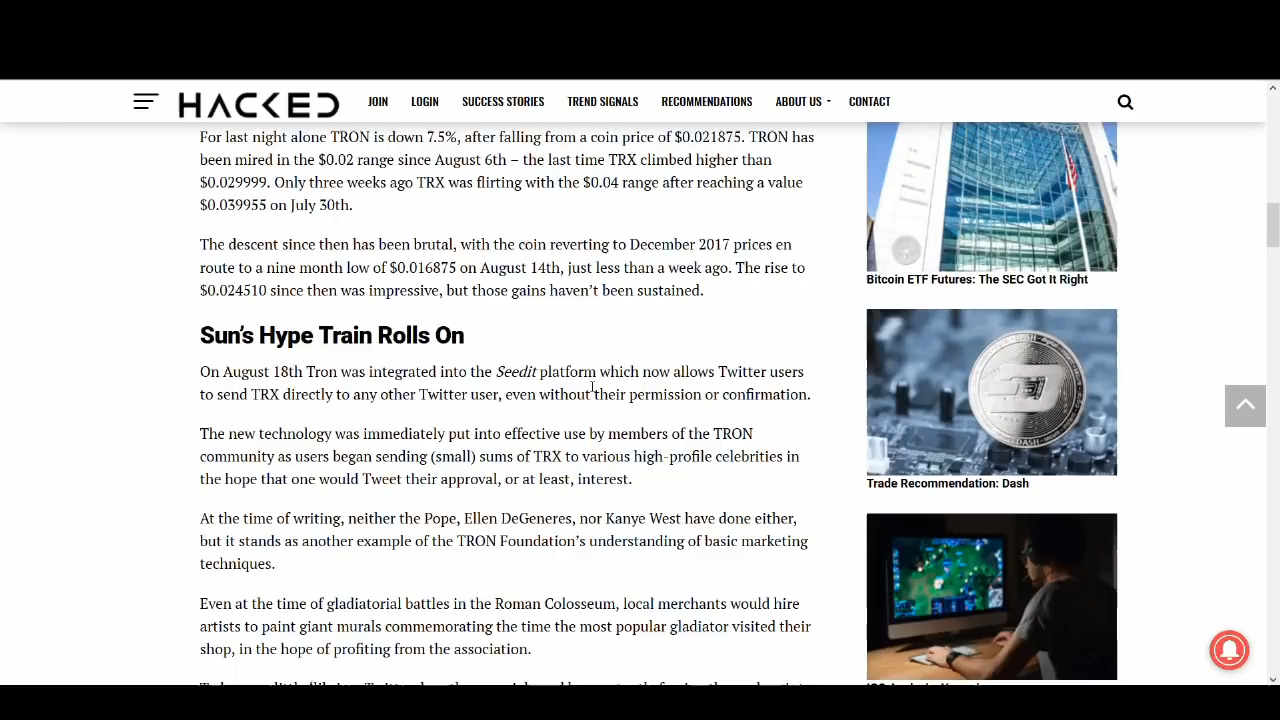 HACKED
JOIN
LOGIN
SUCCESS STORIES
TREND SIGNALS
RECOMMENDATIONS
ABOUT US
CONTACT
For last night alone TRON is down 7.5%, after falling from a coin price of $0.021875. TRON has
been mired in the $0.02 range since August 6th – the last time TRX climbed higher than
$0.029999. Only three weeks ago TRX was flirting with the $0.04 range after reaching a value
$0.039955 on July 30th.
The descent since then has been brutal, with the coin reverting to December 2017 prices en
route to a nine month low of $0.016875 on August 14th, just less than a week ago. The rise to
$0.024510 since then was impressive, but those gains haven’t been sustained.
Sun’s Hype Train Rolls On
On August 18th Tron was integrated into the Seedit platform which now allows Twitter users
to send TRX directly to any other Twitter user, even without their permission or confirmation.
The new technology was immediately put into effective use by members of the TRON
community as users began sending (small) sums of TRX to various high-profile celebrities in
the hope that one would Tweet their approval, or at least, interest.
At the time of writing, neither the Pope, Ellen DeGeneres, nor Kanye West have done either,
but it stands as another example of the TRON Foundation’s understanding of basic marketing
techniques.
Even at the time of gladiatorial battles in the Roman Colosseum, local merchants would hire
artists to paint giant murals commemorating the time the most popular gladiator visited their
shop, in the hope of profiting from the association.
Bitcoin ETF Futures: The SEC Got It Right
DASH
Trade Recommendation: Dash